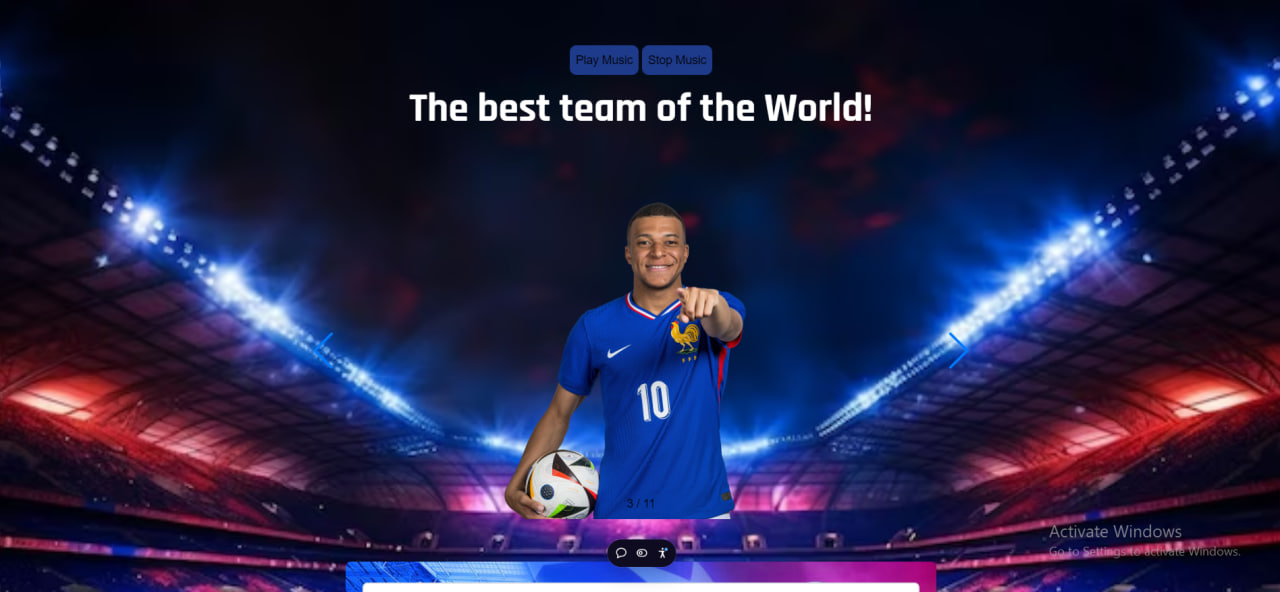 Play Music Stop Music
The best team of the World!
10
3 / 11
Activate Windows
Go to Settings to activate Windows.